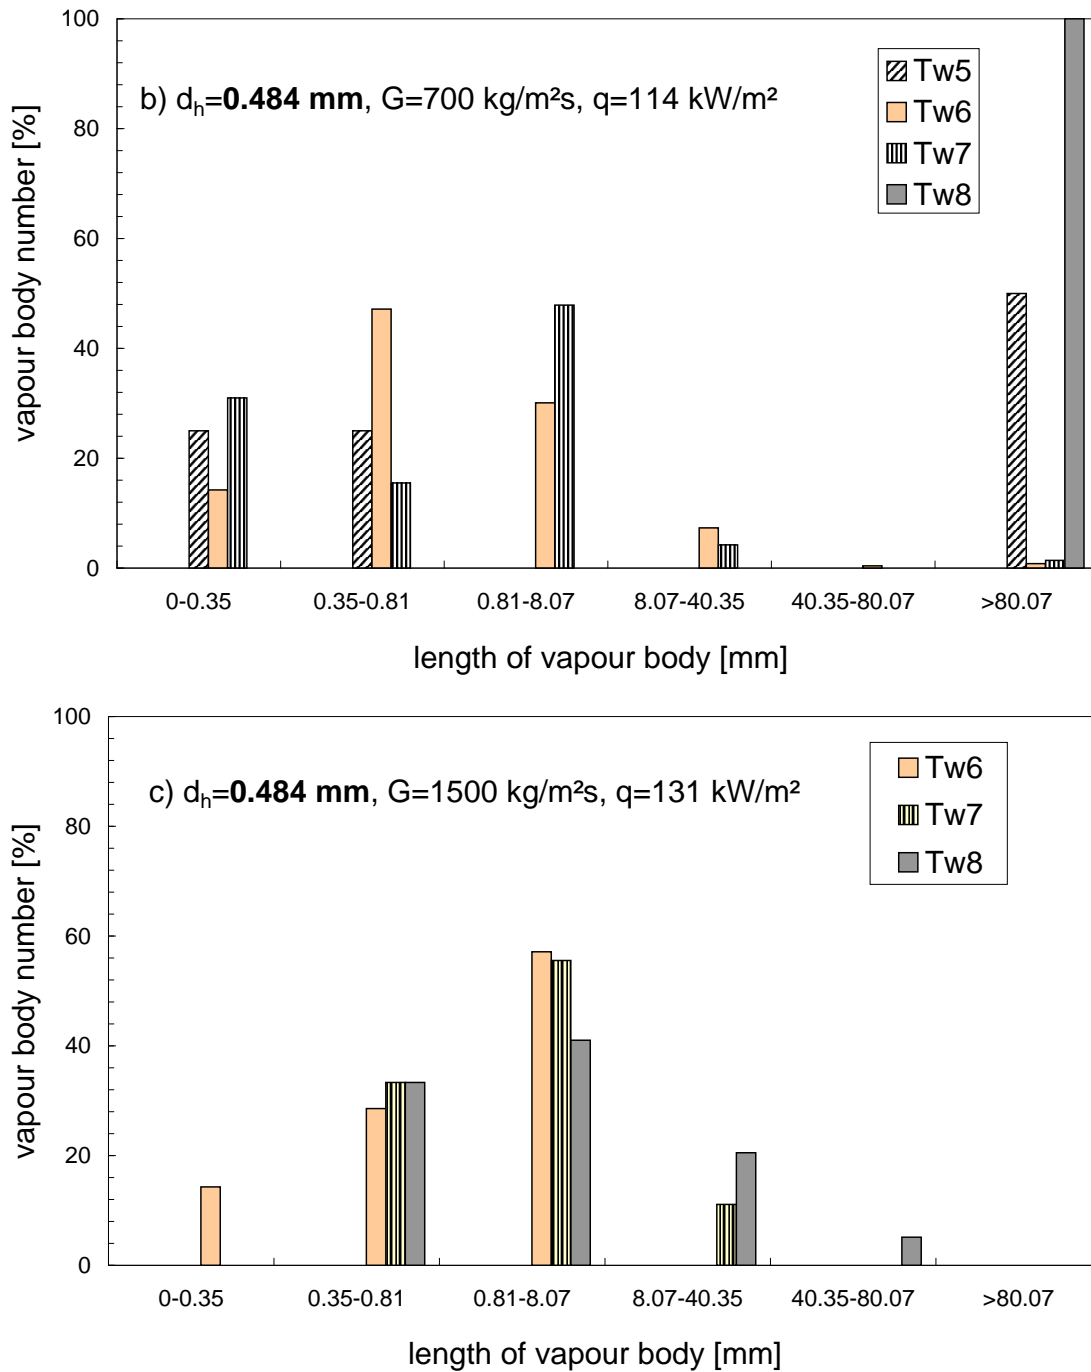 100
80
60
40
20
0
vapour body number [%]
b) dₕ=0.484 mm, G=700 kg/m²s, q=114 kW/m²
Tw5
Tw6
Tw7
Tw8
0-0.35 0.35-0.81 0.81-8.07 8.07-40.35 40.35-80.07 >80.07
length of vapour body [mm]
100
80
60
40
20
0
vapour body number [%]
c) dₕ=0.484 mm, G=1500 kg/m²s, q=131 kW/m²
Tw6
Tw7
Tw8
0-0.35 0.35-0.81 0.81-8.07 8.07-40.35 40.35-80.07 >80.07
length of vapour body [mm]